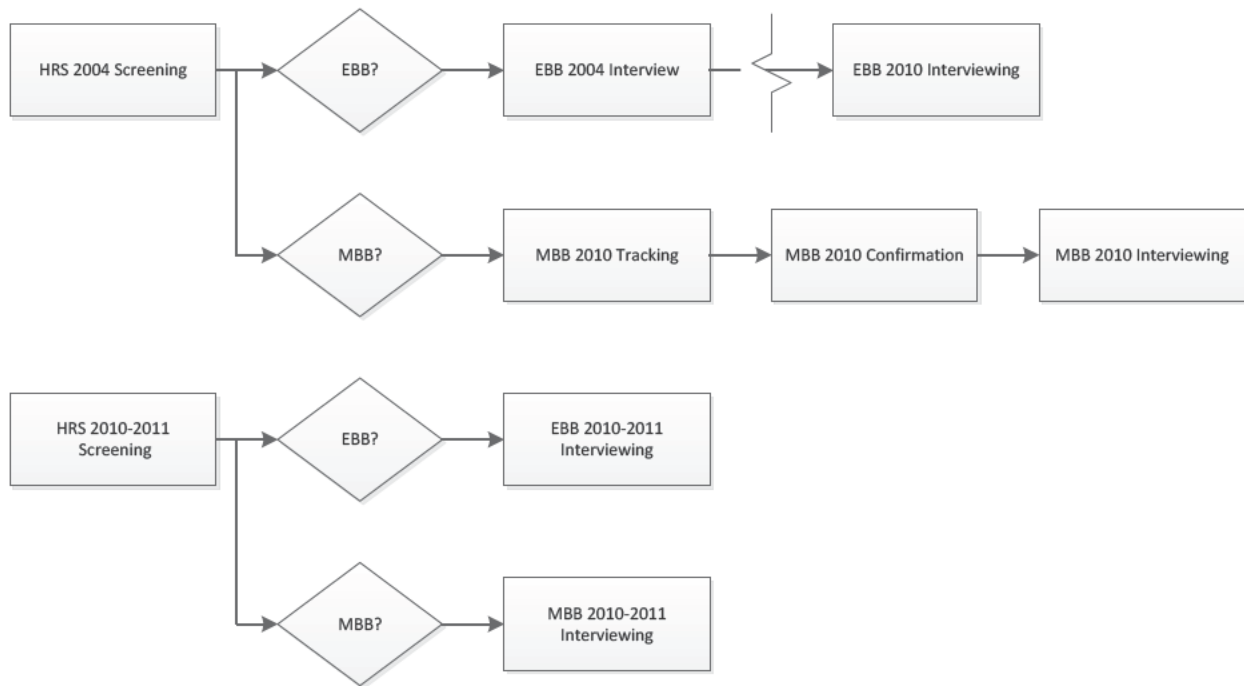 HRS 2004 Screening
EBB?
EBB 2004 Interview
EBB 2010 Interviewing
MBB?
MBB 2010 Tracking
MBB 2010 Confirmation
MBB 2010 Interviewing
HRS 2010-2011
Screening
EBB?
EBB 2010-2011
Interviewing
MBB?
MBB 2010-2011
Interviewing